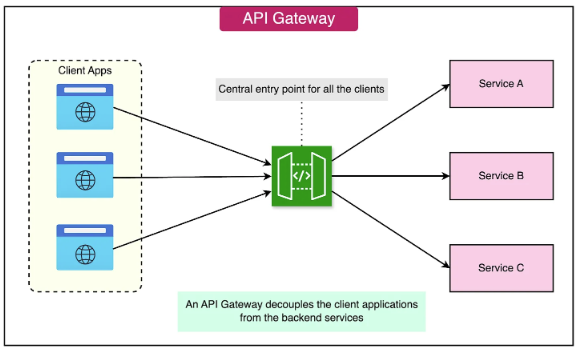 API Gateway
Client Apps
Central entry point for all the clients
Service A
</>
Service B
Service C
An API Gateway decouples the client applications
from the backend services